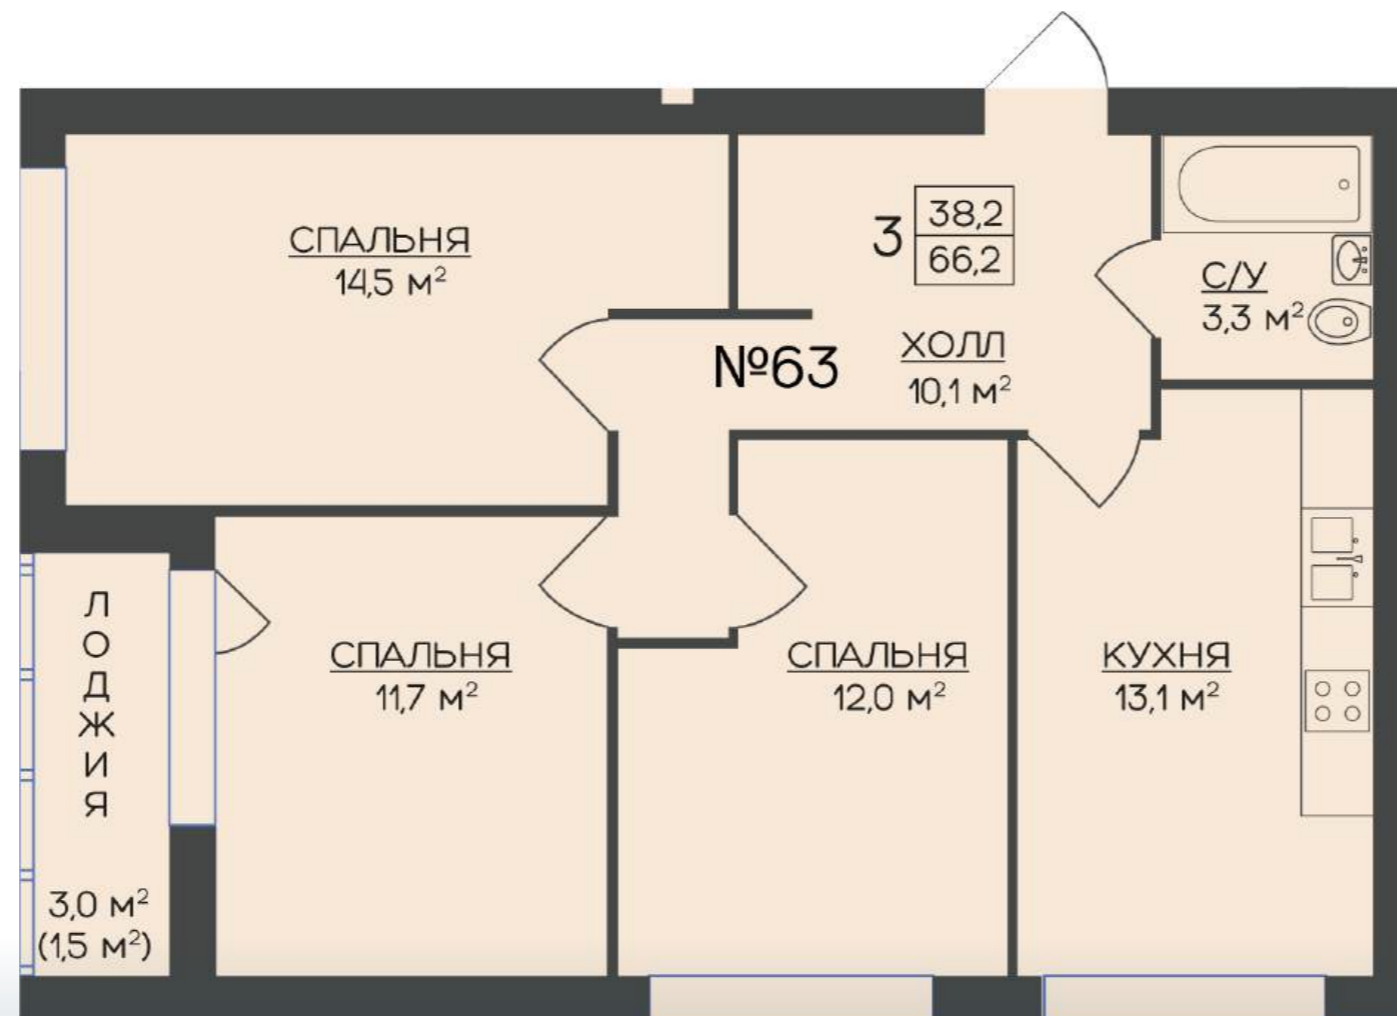 СПАЛЬНЯ
14,5 м²
3
38,2
66,2
С/У
3,3 м²
ХОЛЛ
10,1 м²
№63
ЛОДЖИЯ
3,0 м²
(1,5 м²)
СПАЛЬНЯ
11,7 м²
СПАЛЬНЯ
12,0 м²
КУХНЯ
13,1 м²